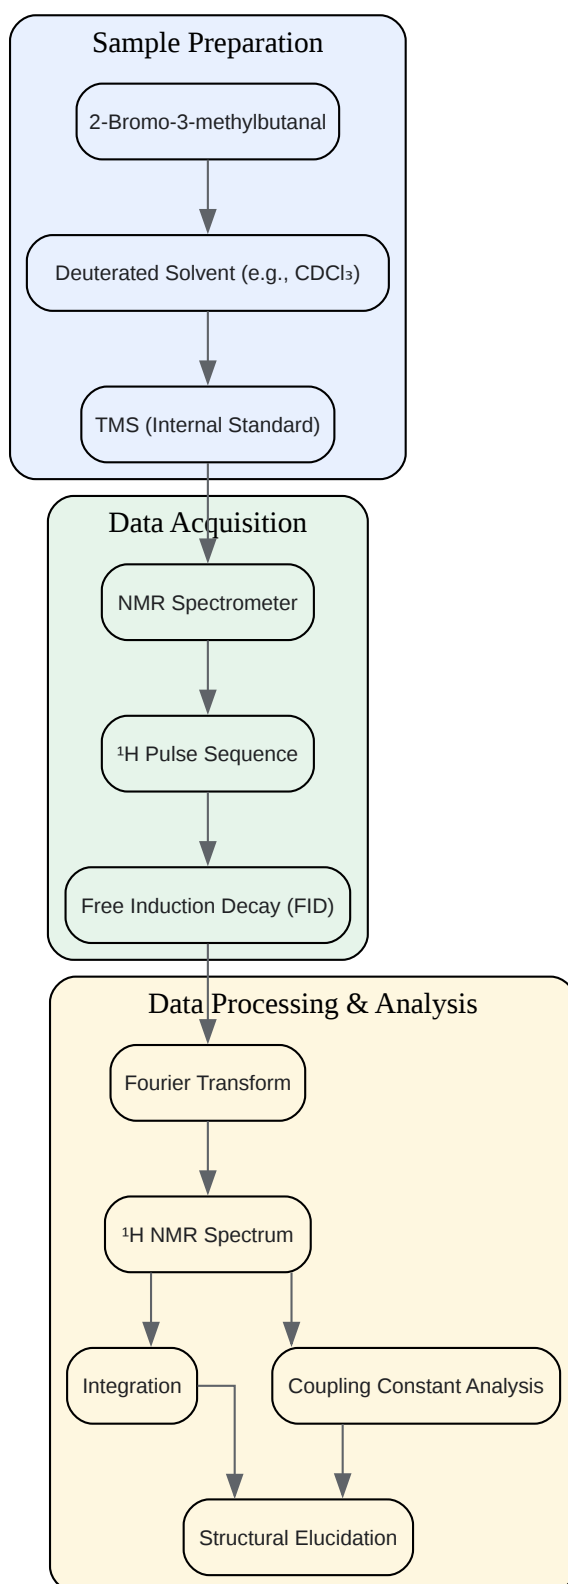 Sample Preparation
2-Bromo-3-methylbutanal
Deuterated Solvent (e.g., CDCl₃)
TMS (Internal Standard)
Data Acquisition
NMR Spectrometer
¹H Pulse Sequence
Free Induction Decay (FID)
Data Processing & Analysis
Fourier Transform
¹H NMR Spectrum
Integration
Coupling Constant Analysis
Structural Elucidation